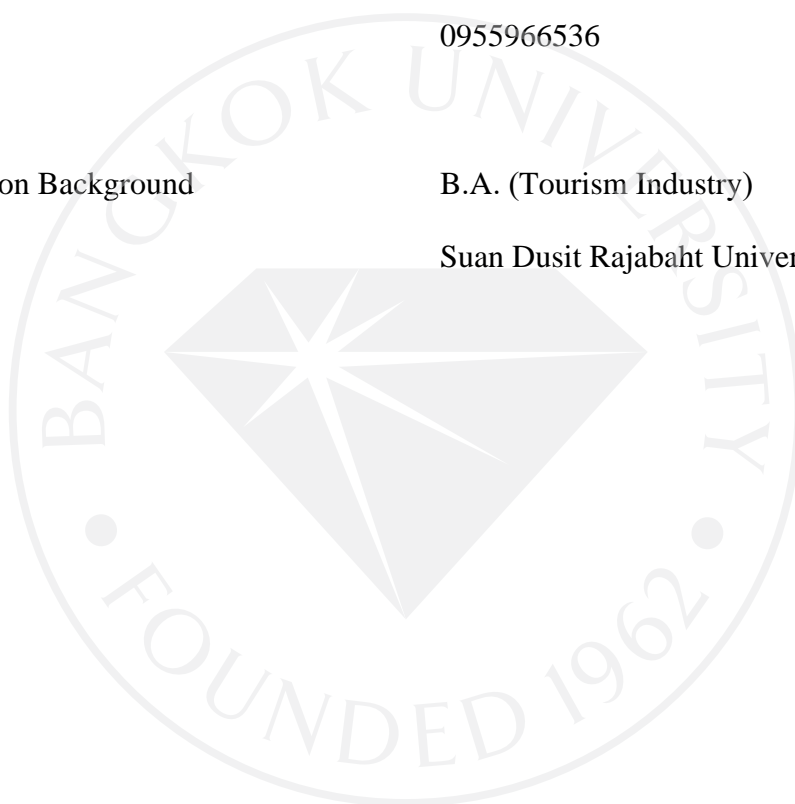 0955966536
on Background B.A. (Tourism Industry)
Suan Dusit Rajabaht Univer
BANGKOK UNIVERSITY
• FOUNDED 1962 •